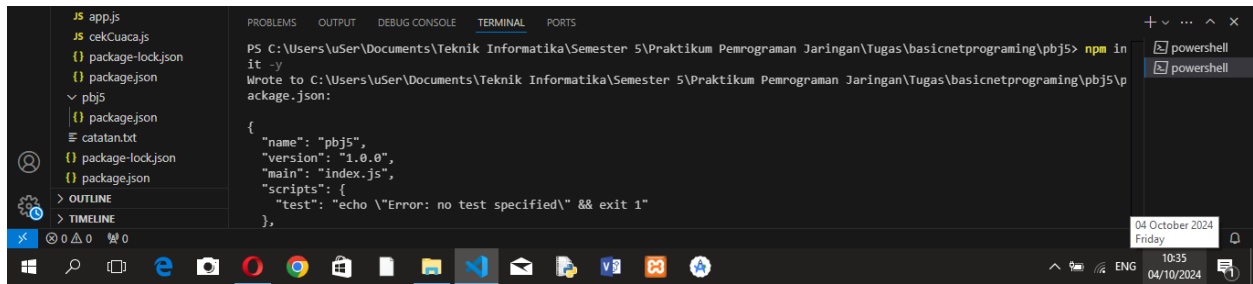 JS app.js
JS cekCuaca.js
{} package-lock.json
{} package.json
pbj5
{} package.json
catatan.txt
{} package-lock.json
{} package.json
> OUTLINE
> TIMELINE
PROBLEMS OUTPUT DEBUG CONSOLE TERMINAL PORTS
PS C:\Users\uSer\Documents\Teknik Informatika\Semester 5\Praktikum Pemrograman Jaringan\Tugas\basicnetprograming\pbj5> npm in
it -y
Wrote to C:\Users\uSer\Documents\Teknik Informatika\Semester 5\Praktikum Pemrograman Jaringan\Tugas\basicnetprograming\pbj5\p
ackage.json:
{
"name": "pbj5",
"version": "1.0.0",
"main": "index.js",
"scripts": {
"test": "echo \"Error: no test specified\" && exit 1"
},
powershell
powershell
04 October 2024
Friday
0 0 0
ENG
10:35
04/10/2024
1